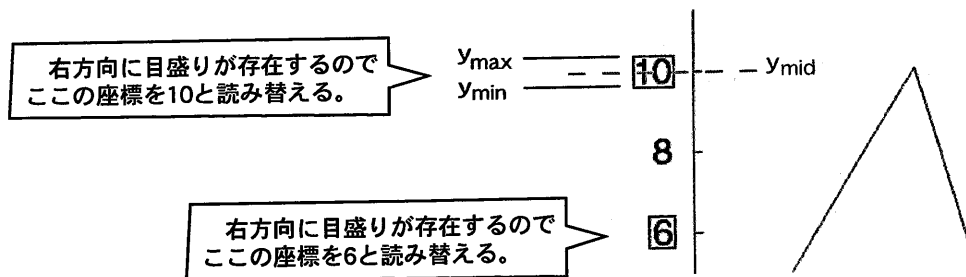 右方向に目盛りが存在するので
ここの座標を10と読み替える。
ymax
ymin
10
ymid
8
右方向に目盛りが存在するので
ここの座標を6と読み替える。
6